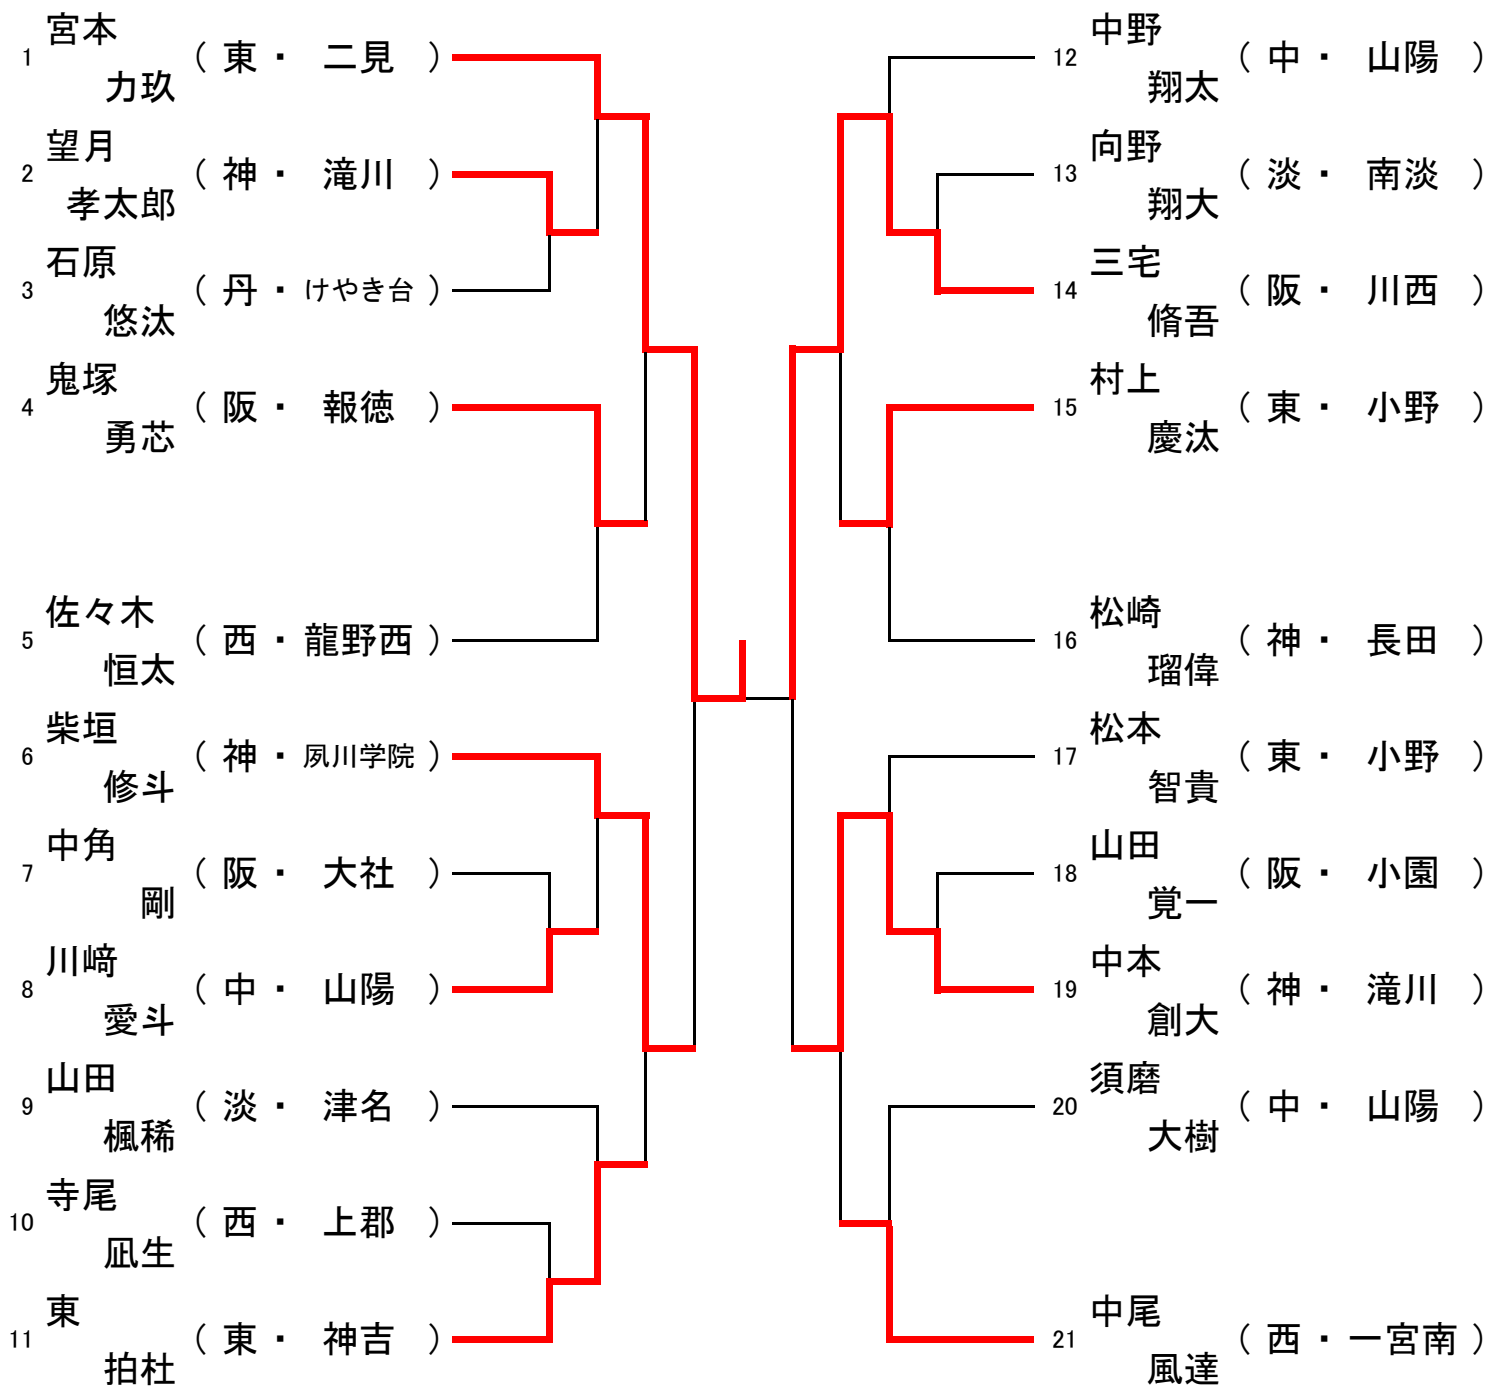 1 宮本 力玖 （ 東 ・ 二見 ）
2 望月 孝太郎 （ 神 ・ 滝川 ）
3 石原 悠汰 （ 丹 ・ けやき台 ）
4 鬼塚 勇芯 （ 阪 ・ 報徳 ）
5 佐々木 恒太 （ 西 ・ 龍野西 ）
6 柴垣 修斗 （ 神 ・ 夙川学院 ）
7 中角 剛 （ 阪 ・ 大社 ）
8 川﨑 愛斗 （ 中 ・ 山陽 ）
9 山田 楓稀 （ 淡 ・ 津名 ）
10 寺尾 凪生 （ 西 ・ 上郡 ）
11 東 拍杜 （ 東 ・ 神吉 ）
12 中野 翔太 （ 中 ・ 山陽 ）
13 向野 翔大 （ 淡 ・ 南淡 ）
14 三宅 脩吾 （ 阪 ・ 川西 ）
15 村上 慶汰 （ 東 ・ 小野 ）
16 松崎 瑠偉 （ 神 ・ 長田 ）
17 松本 智貴 （ 東 ・ 小野 ）
18 山田 覚一 （ 阪 ・ 小園 ）
19 中本 創大 （ 神 ・ 滝川 ）
20 須磨 大樹 （ 中 ・ 山陽 ）
21 中尾 風達 （ 西 ・ 一宮南 ）